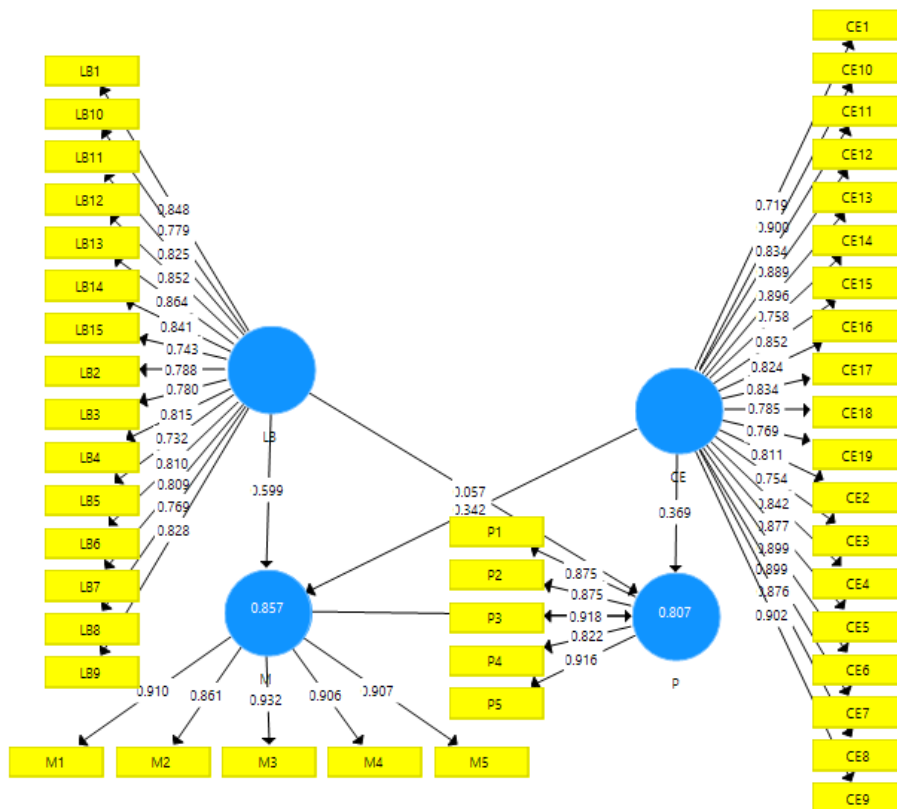 LB1
LB10
LB11
LB12
LB13
LB14
LB15
LB2
LB3
LB4
LB5
LB6
LB7
LB8
LB9
0.848
0.779
0.825
0.852
0.864
0.841
0.743
0.788
0.780
0.815
0.732
0.810
0.809
0.769
0.828
LB
0.599
0.057
0.342
CE1
CE10
CE11
CE12
CE13
CE14
CE15
CE16
CE17
CE18
CE19
CE2
CE3
CE4
CE5
CE6
CE7
CE8
CE9
0.719
0.900
0.834
0.889
0.896
0.758
0.852
0.824
0.834
0.785
0.769
0.811
0.754
0.842
0.877
0.899
0.899
0.876
0.902
CE
0.369
P1
P2
P3
P4
P5
0.875
0.875
0.918
0.822
0.916
0.807
P
0.857
M
0.910
0.861
0.932
0.906
0.907
M1
M2
M3
M4
M5